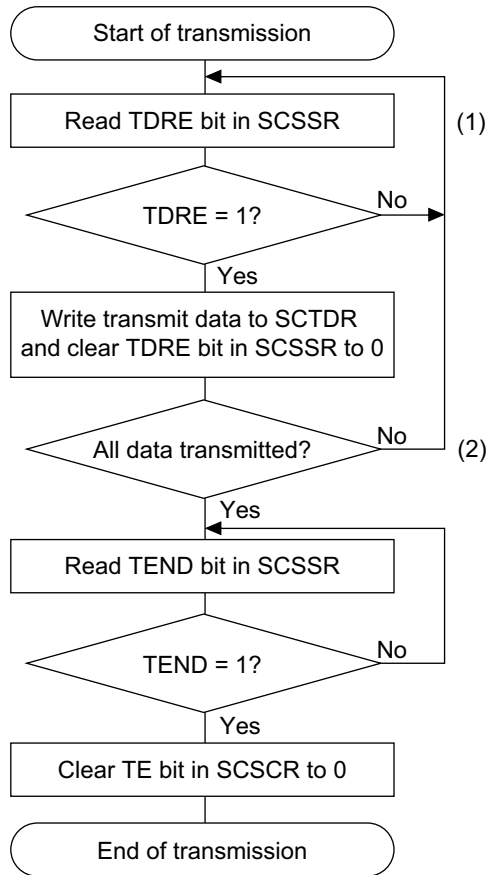 Start of transmission
Read TDRE bit in SCSSR
(1)
TDRE = 1?
No
Yes
Write transmit data to SCTDR
and clear TDRE bit in SCSSR to 0
All data transmitted?
No
(2)
Yes
Read TEND bit in SCSSR
TEND = 1?
No
Yes
Clear TE bit in SCSCR to 0
End of transmission